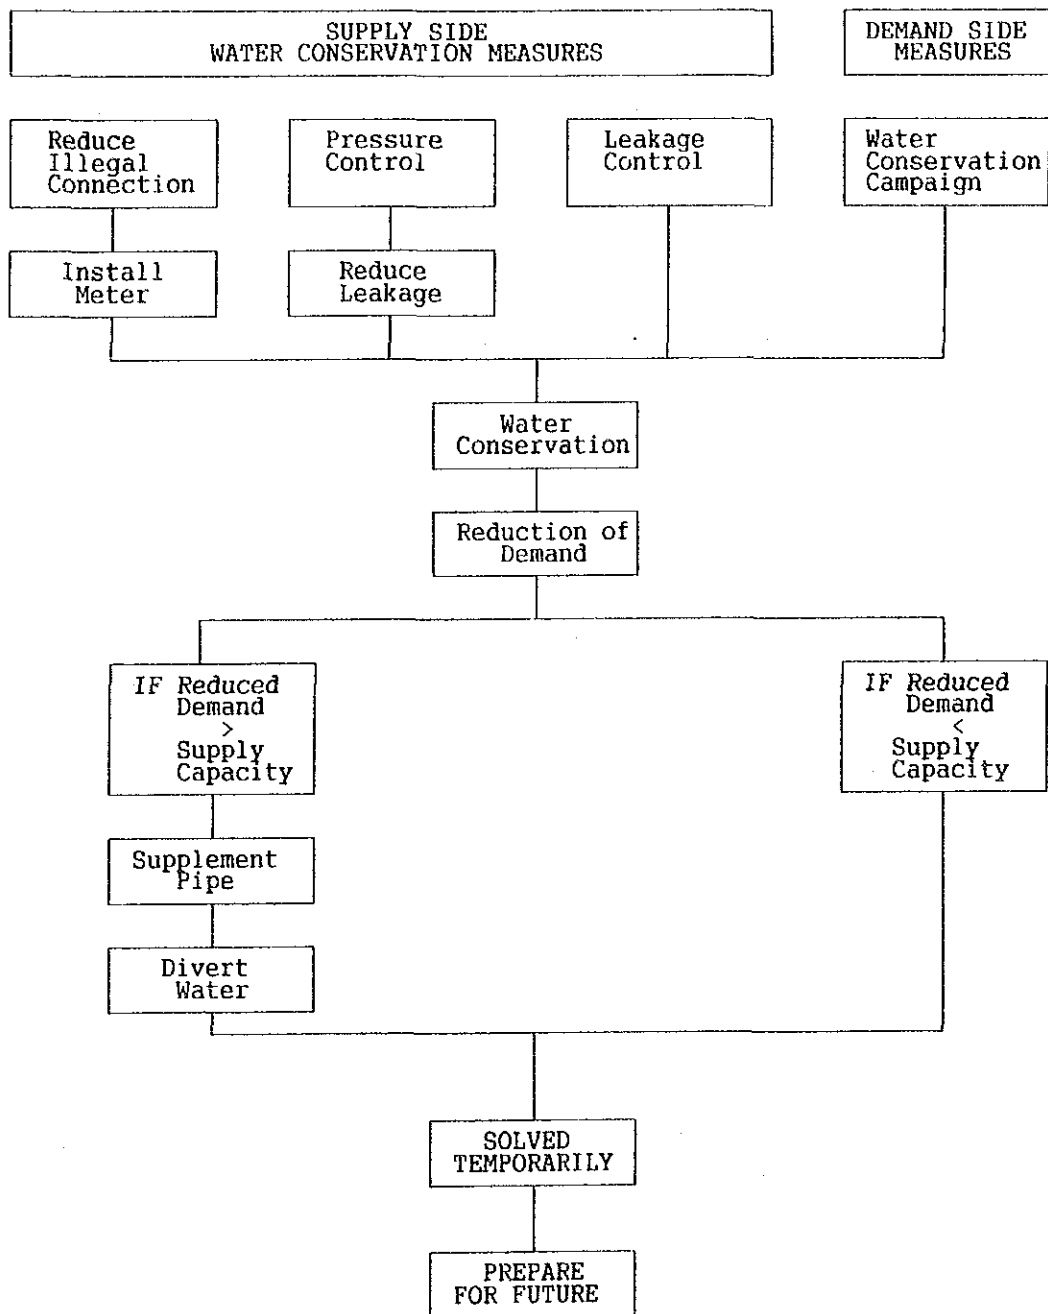 SUPPLY SIDE
WATER CONSERVATION MEASURES
DEMAND SIDE
MEASURES
Reduce
Illegal
Connection
Pressure
Control
Leakage
Control
Water
Conservation
Campaign
Install
Meter
Reduce
Leakage
Water
Conservation
Reduction of
Demand
IF Reduced
Demand
>
Supply
Capacity
IF Reduced
Demand
<
Supply
Capacity
Supplement
Pipe
Divert
Water
SOLVED
TEMPORARILY
PREPARE
FOR FUTURE